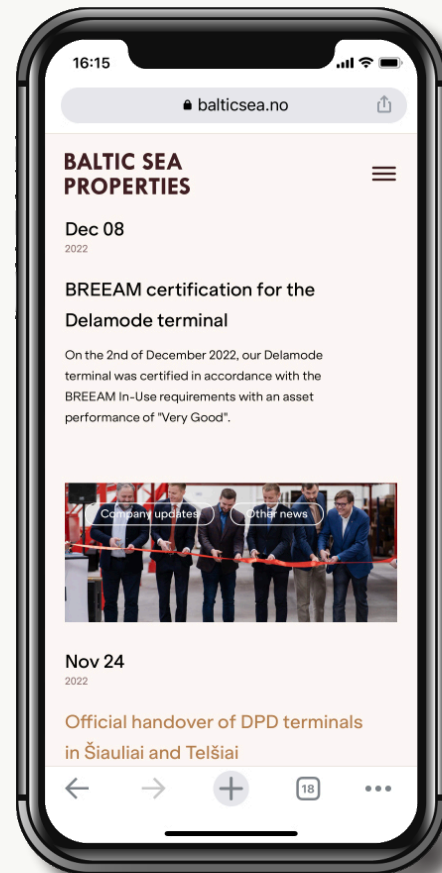 16:15
balticsea.no
BALTIC SEA
PROPERTIES
Dec 08
2022
BREEAM certification for the
Delamode terminal
On the 2nd of December 2022, our Delamode
terminal was certified in accordance with the
BREEAM In-Use requirements with an asset
performance of "Very Good".
Company updates
Other news
Nov 24
2022
Official handover of DPD terminals
in Šiauliai and Telšiai
18